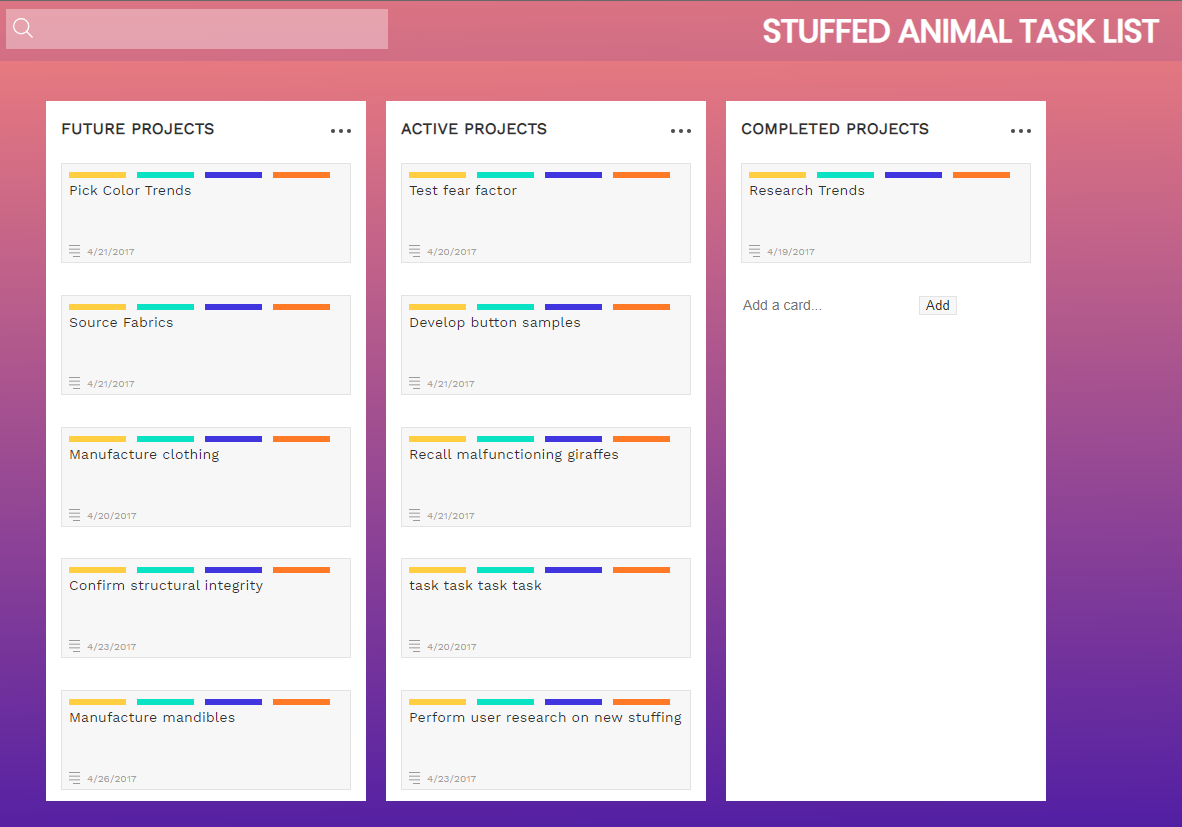 STUFFED ANIMAL TASK LIST
FUTURE PROJECTS
Pick Color Trends
4/21/2017
Source Fabrics
4/21/2017
Manufacture clothing
4/20/2017
Confirm structural integrity
4/23/2017
Manufacture mandibles
4/26/2017
ACTIVE PROJECTS
Test fear factor
4/20/2017
Develop button samples
4/21/2017
Recall malfunctioning giraffes
4/21/2017
task task task task
4/20/2017
Perform user research on new stuffing
4/23/2017
COMPLETED PROJECTS
Research Trends
4/19/2017
Add a card... Add